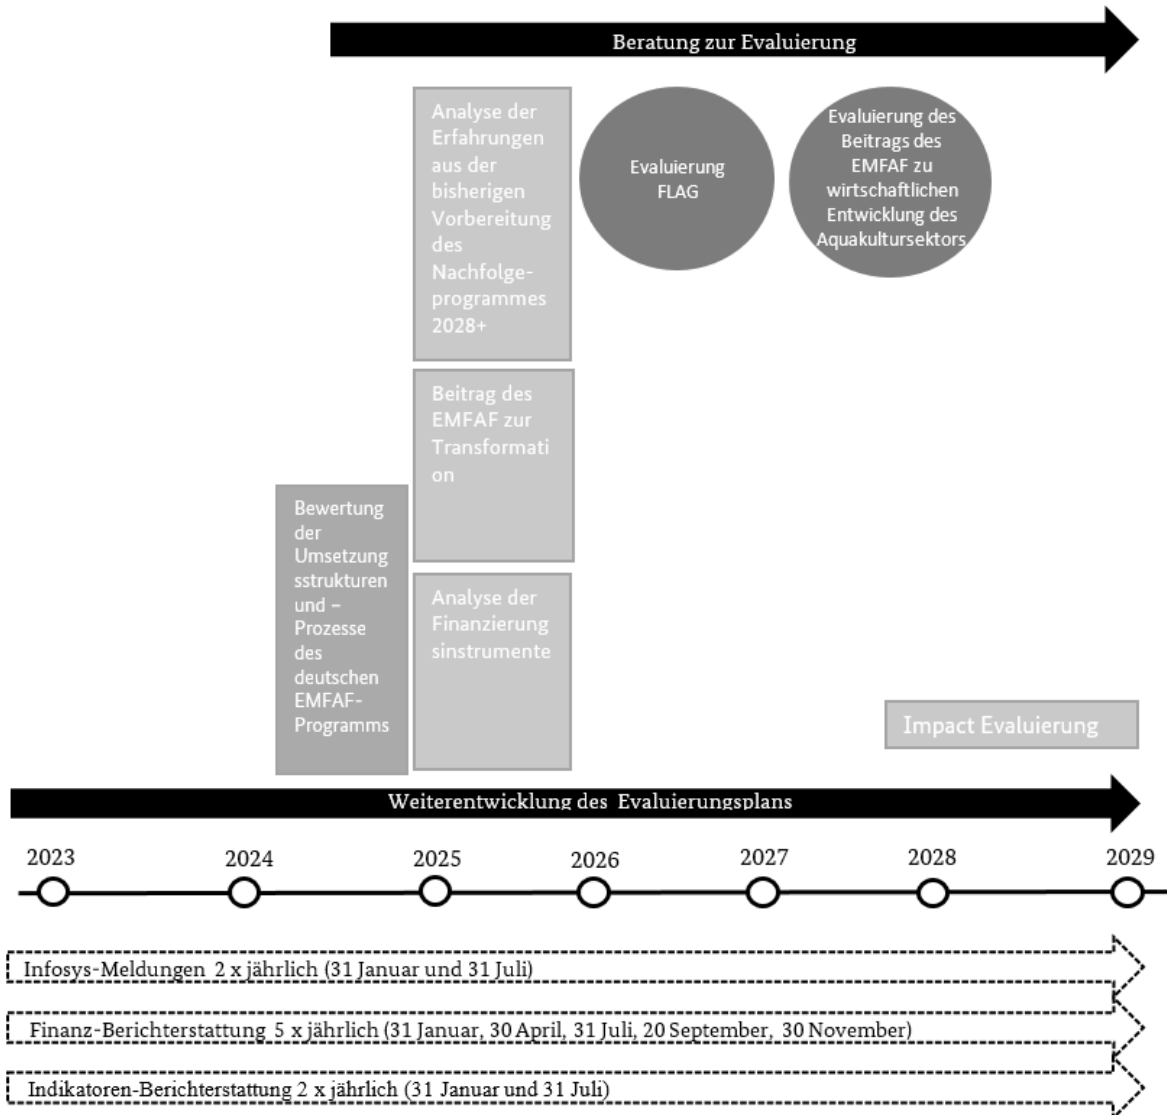 Beratung zur Evaluierung
Analyse der
Erfahrungen
aus der
bisherigen
Vorbereitung
des
Nachfolge-
programmes
2028+
Evaluierung
FLAG
Evaluierung des
Beitrags des
EMFAF zu
wirtschaftlichen
Entwicklung des
Aquakultursektors
Beitrag des
EMFAF zur
Transformati
on
Bewertung
der
Umsetzung
sstrukturen
und –
Prozesse
des
deutschen
EMFAF-
Programms
Analyse der
Finanzierung
sinstrumente
Impact Evaluierung
Weiterentwicklung des Evaluierungsplans
2023 2024 2025 2026 2027 2028 2029
Infosys-Meldungen 2 x jährlich (31 Januar und 31 Juli)
Finanz-Berichterstattung 5 x jährlich (31 Januar, 30 April, 31 Juli, 20 September, 30 November)
Indikatoren-Berichterstattung 2 x jährlich (31 Januar und 31 Juli)